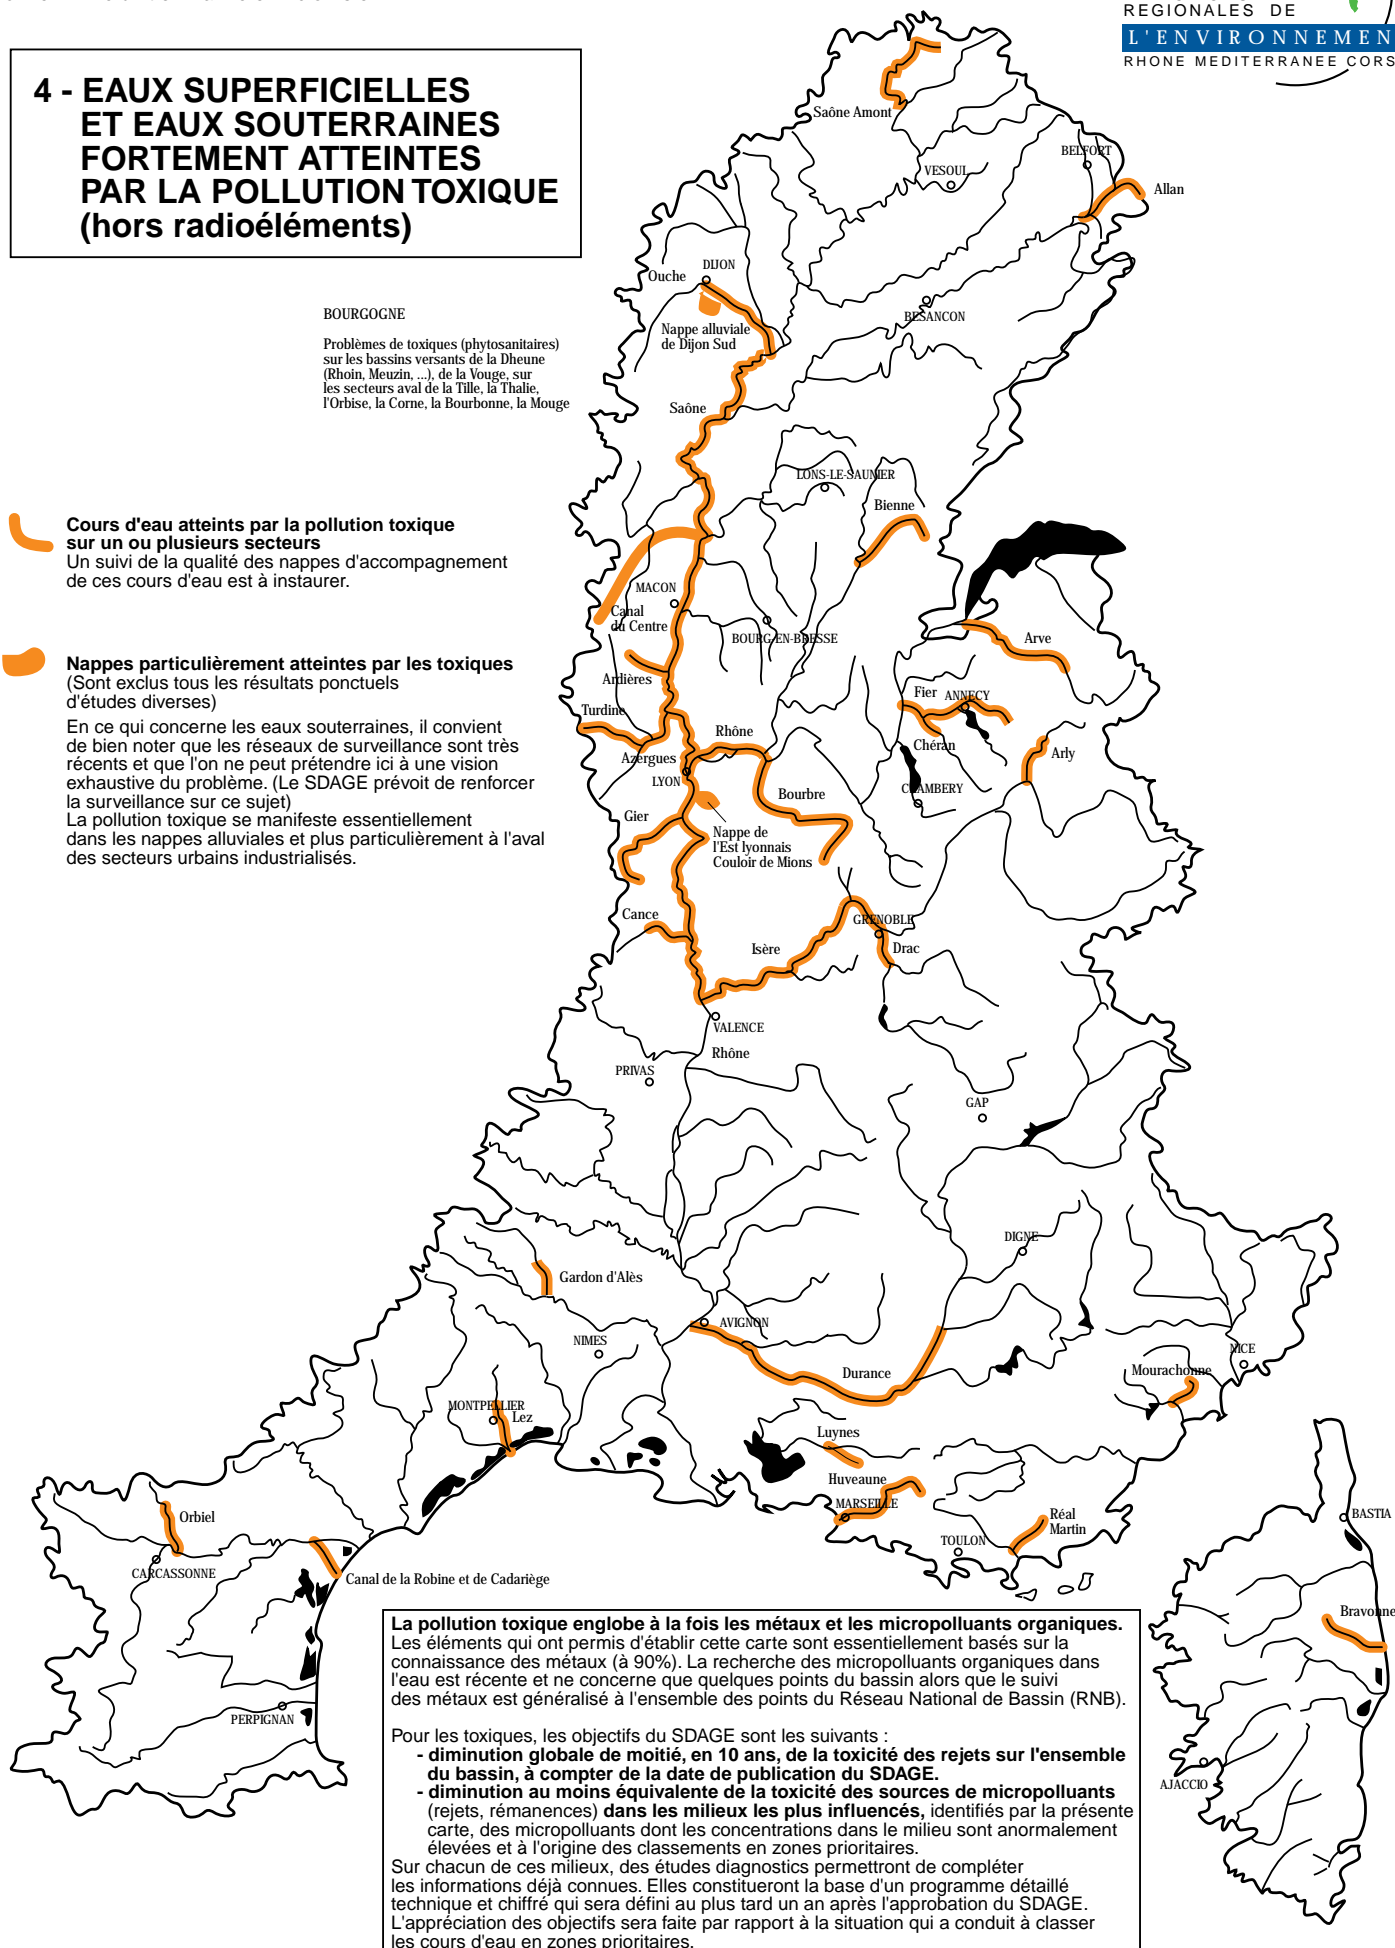 REGIONALES DE
L'ENVIRONNEMEN
RHONE MEDITERRANEE CORS
4 - EAUX SUPERFICIELLES
ET EAUX SOUTERRAINES
FORTEMENT ATTEINTES
PAR LA POLLUTION TOXIQUE
(hors radioéléments)
Saône Amont
BELFORT
VESOUL
Allan
Ouche
DIJON
BESANCON
Nappe alluviale
de Dijon Sud
BOURGOGNE
Problèmes de toxiques (phytosanitaires)
sur les bassins versants de la Dheune
(Rhoin, Meuzin, ...), de la Vouge, sur
les secteurs aval de la Tille, la Thalie,
l'Orbise, la Corne, la Bourbonne, la Mouge
Saône
LONS-LE-SAUNIER
Bienne
Cours d'eau atteints par la pollution toxique
sur un ou plusieurs secteurs
Un suivi de la qualité des nappes d'accompagnement
de ces cours d'eau est à instaurer.
MACON
Canal
du Centre
BOURG-EN-BRESSE
Arve
Nappes particulièrement atteintes par les toxiques
(Sont exclus tous les résultats ponctuels
d'études diverses)
En ce qui concerne les eaux souterraines, il convient
de bien noter que les réseaux de surveillance sont très
récents et que l'on ne peut prétendre ici à une vision
exhaustive du problème. (Le SDAGE prévoit de renforcer
la surveillance sur ce sujet)
La pollution toxique se manifeste essentiellement
dans les nappes alluviales et plus particulièrement à l'aval
des secteurs urbains industrialisés.
Ardières
Turdine
Fier
ANNECY
Rhône
Chéran
Arly
Azergues
LYON
Bourbre
CHAMBERY
Gier
Nappe de
l'Est lyonnais
Couloir de Mions
Cance
GRENOBLE
Isère
Drac
VALENCE
Rhône
PRIVAS
GAP
DIGNE
Gardon d'Alès
AVIGNON
NIMES
NICE
Durance
Mourachonne
MONTPELLIER
Lez
Luynes
Huveaune
MARSEILLE
Réal
Martin
TOULON
Orbiel
CARCASSONNE
Canal de la Robine et de Cadariège
PERPIGNAN
BASTIA
Bravonne
AJACCIO
La pollution toxique englobe à la fois les métaux et les micropolluants organiques.
Les éléments qui ont permis d'établir cette carte sont essentiellement basés sur la
connaissance des métaux (à 90%). La recherche des micropolluants organiques dans
l'eau est récente et ne concerne que quelques points du bassin alors que le suivi
des métaux est généralisé à l'ensemble des points du Réseau National de Bassin (RNB).
Pour les toxiques, les objectifs du SDAGE sont les suivants :
- diminution globale de moitié, en 10 ans, de la toxicité des rejets sur l'ensemble
du bassin, à compter de la date de publication du SDAGE.
- diminution au moins équivalente de la toxicité des sources de micropolluants
(rejets, rémanences) dans les milieux les plus influencés, identifiés par la présente
carte, des micropolluants dont les concentrations dans le milieu sont anormalement
élevées et à l'origine des classements en zones prioritaires.
Sur chacun de ces milieux, des études diagnostics permettront de compléter
les informations déjà connues. Elles constitueront la base d'un programme détaillé
technique et chiffré qui sera défini au plus tard un an après l'approbation du SDAGE.
L'appréciation des objectifs sera faite par rapport à la situation qui a conduit à classer
les cours d'eau en zones prioritaires.